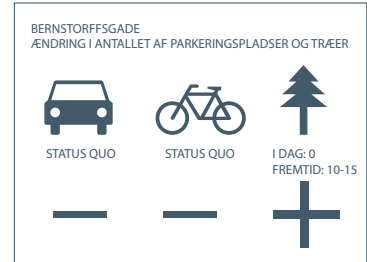 BERNSTORFFSGADE
ÆNDRING I ANTALLET AF PARKERINGSPLADSER OG TRÆER
STATUS QUO
STATUS QUO
I DAG: 0
FREMTID: 10-15